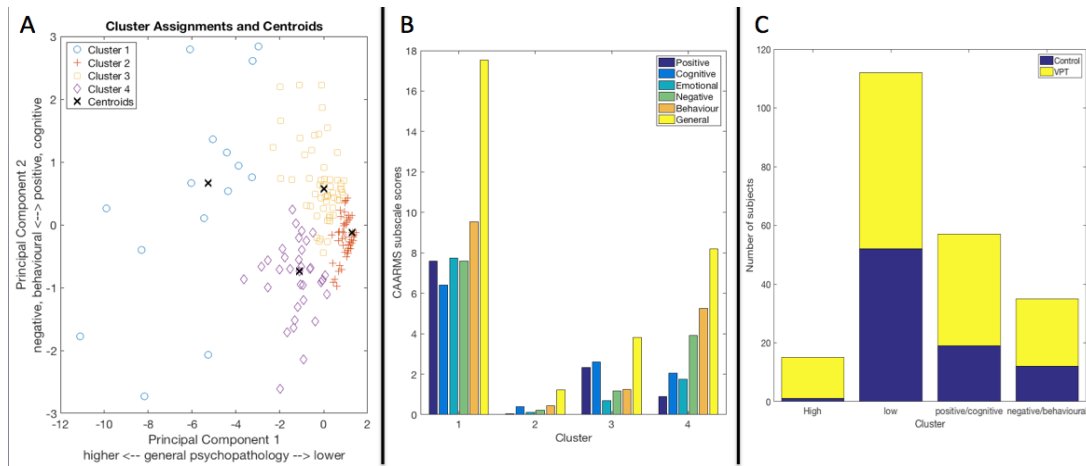 A
Cluster Assignments and Centroids
3
2
1
0
-1
-2
-3
Cluster 1
Cluster 2
Cluster 3
Cluster 4
Centroids
Principal Component 2
negative, behavioural <--> positive, cognitive
-12 -10 -8 -6 -4 -2 0 2
Principal Component 1
higher <-- general psychopathology --> lower
B
18
16
14
12
10
8
6
4
2
0
Positive
Cognitive
Emotional
Negative
Behaviour
General
CAARMS subscale scores
1 2 3 4
Cluster
C
120
100
80
60
40
20
0
Control
VPT
Number of subjects
High low positive/cognitive negative/behavioural
Cluster